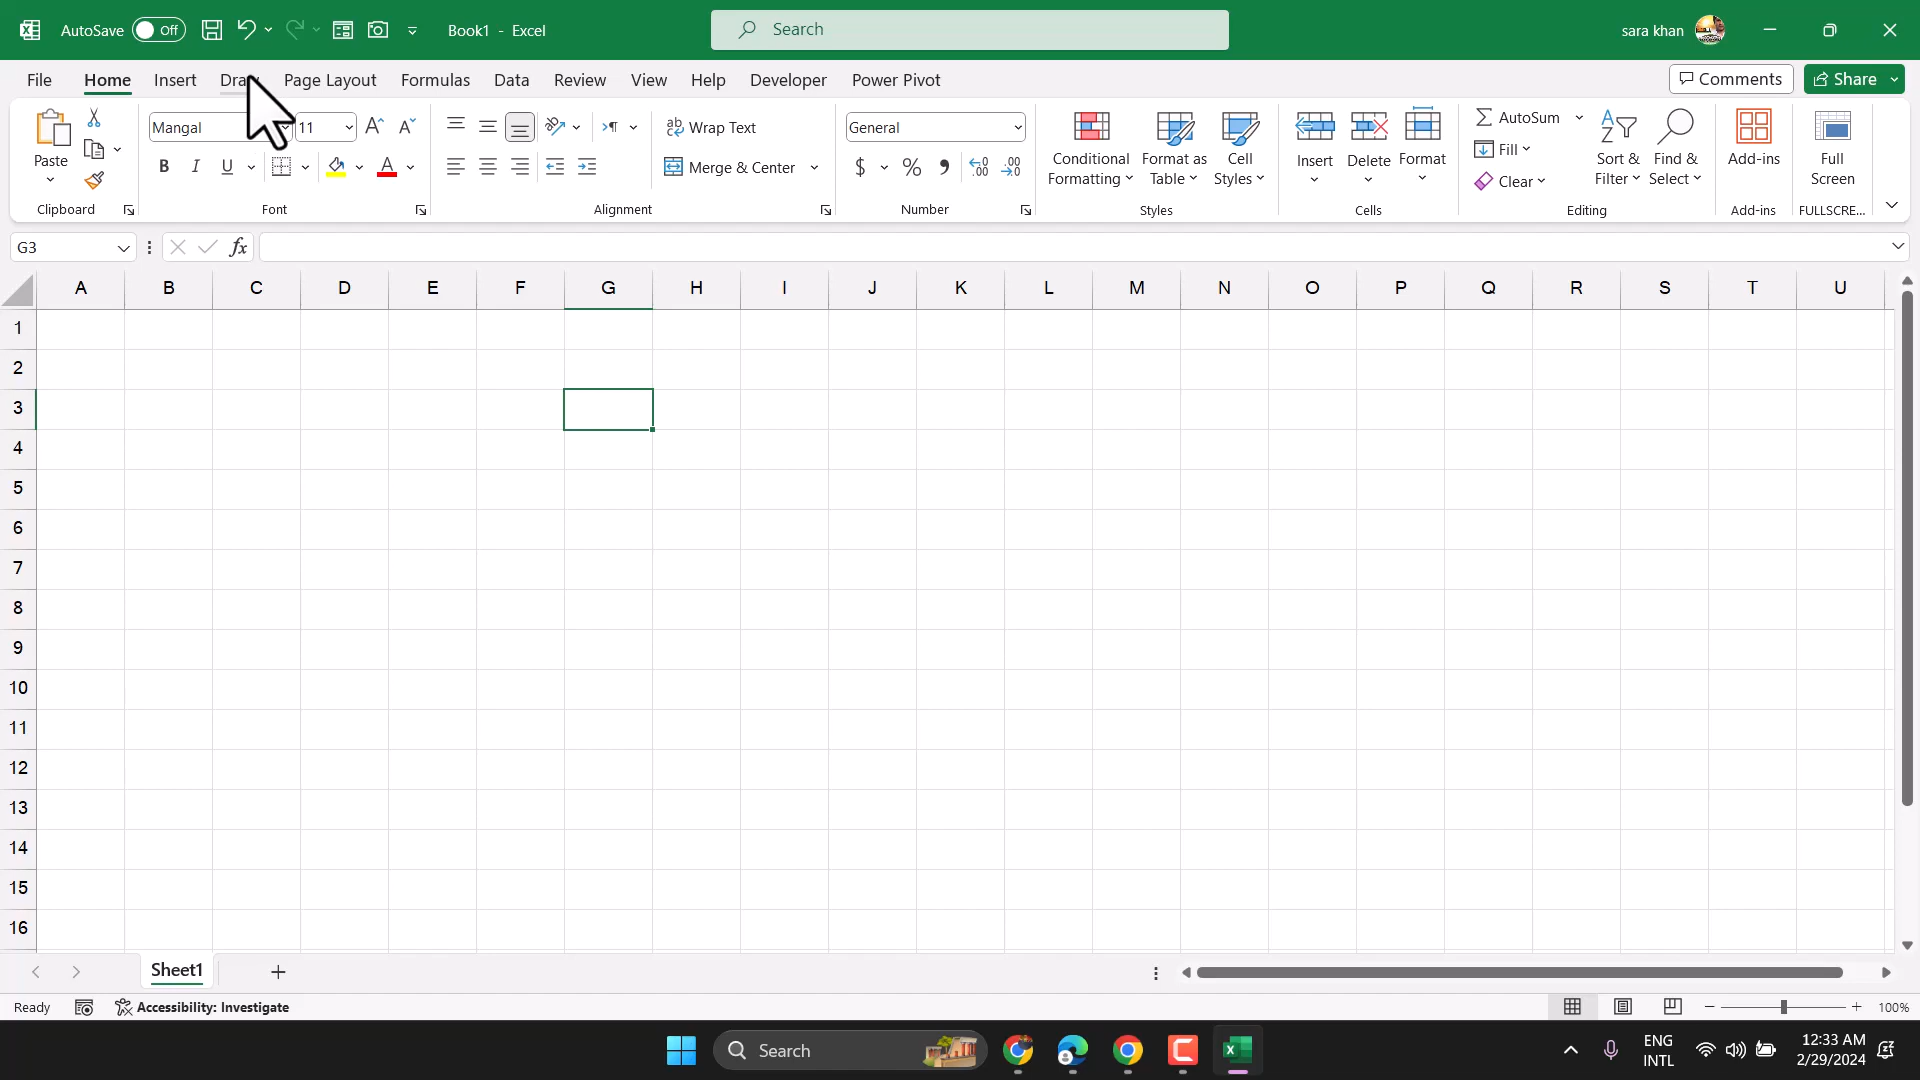 AutoSave Off Book1 - Excel Search sara khan
File Home Insert Draw Page Layout Formulas Data Review View Help Developer Power Pivot Comments Share
Paste
Clipboard
Mangal 11
B I U A
Font
Wrap Text
Merge & Center
Alignment
General
$ % ,
Number
Conditional Formatting
Format as Table
Cell Styles
Styles
Insert Delete Format
Cells
AutoSum
Fill
Clear
Sort & Filter
Find & Select
Editing
Add-ins
Add-ins
Full Screen
FULLSCRE...
G3 fx
A B C D E F G H I J K L M N O P Q R S T U
1
2
3
4
5
6
7
8
9
10
11
12
13
14
15
16
Sheet1
Ready Accessibility: Investigate 100%
Search ENG INTL 12:33 AM 2/29/2024